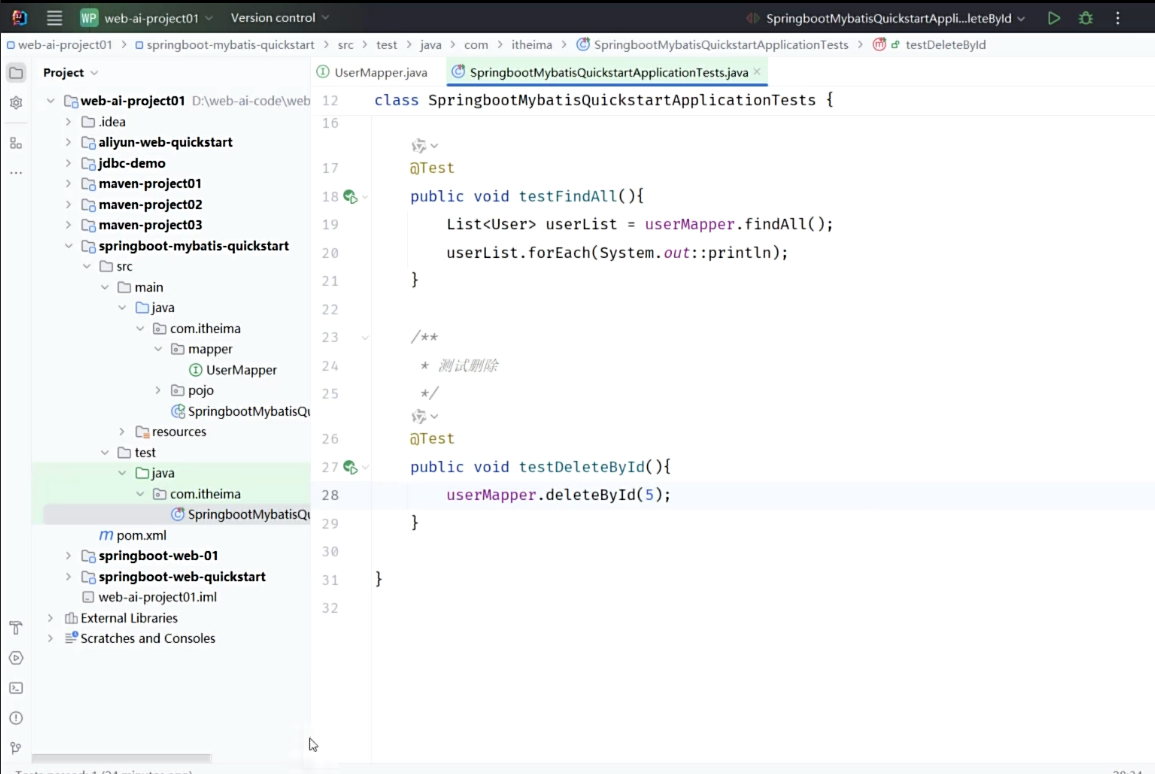 WP web-ai-project01 Version control SpringbootMybatisQuickstartAppli...leteById
web-ai-project01 > springboot-mybatis-quickstart > src > test > java > com > itheima > SpringbootMybatisQuickstartApplicationTests > testDeleteById
Project
web-ai-project01 D:\web-ai-code\web
.idea
aliyun-web-quickstart
jdbc-demo
maven-project01
maven-project02
maven-project03
springboot-mybatis-quickstart
src
main
java
com.itheima
mapper
UserMapper
pojo
SpringbootMybatisQu
resources
test
java
com.itheima
SpringbootMybatisQu
pom.xml
springboot-web-01
springboot-web-quickstart
web-ai-project01.iml
External Libraries
Scratches and Consoles
UserMapper.java SpringbootMybatisQuickstartApplicationTests.java
12 class SpringbootMybatisQuickstartApplicationTests {
16
17 @Test
18 public void testFindAll(){
19 List<User> userList = userMapper.findAll();
20 userList.forEach(System.out::println);
21 }
22
23 /**
24 * 测试删除
25 */
26 @Test
27 public void testDeleteById(){
28 userMapper.deleteById(5);
29 }
30
31 }
32